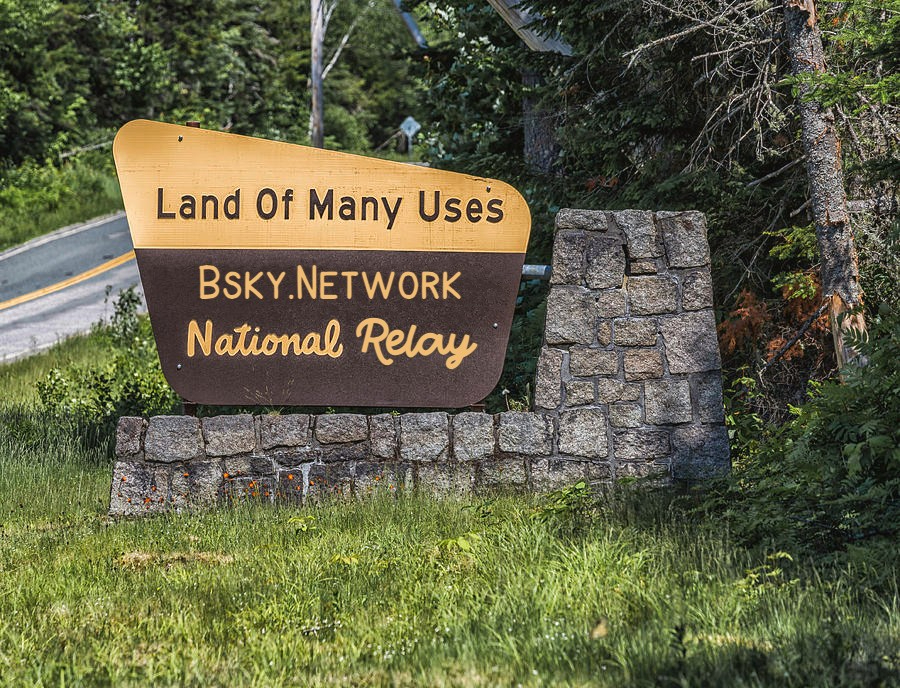 Land Of Many Uses
BSKY.NETWORK
National Relay